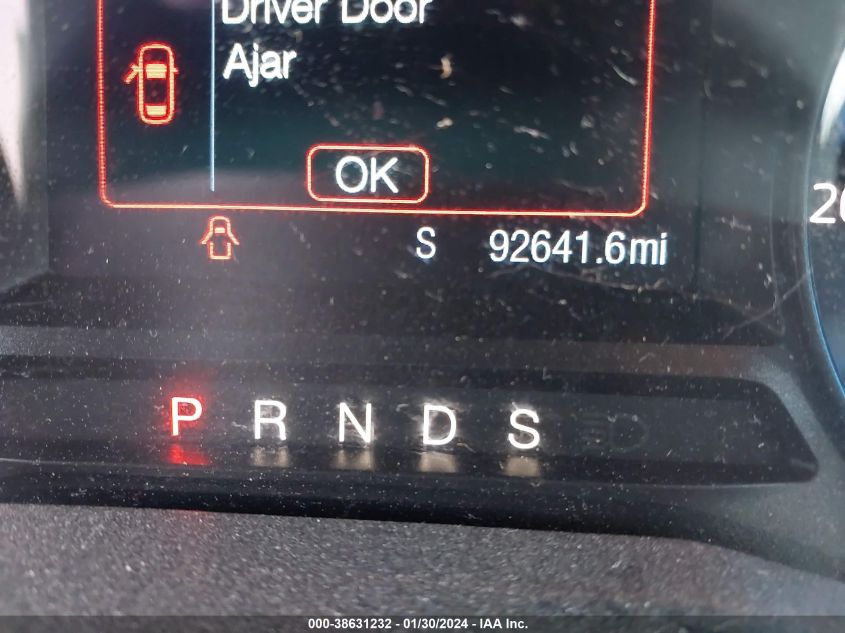 Driver Door
Ajar
OK
S 92641.6mi
P R N D S
000-38631232 - 01/30/2024 - IAA Inc.